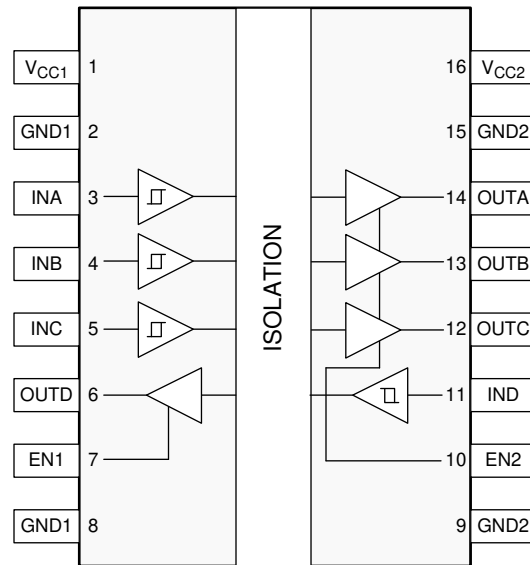 VCC1 1 16 VCC2
GND1 2 15 GND2
INA 3 14 OUTA
INB 4 13 OUTB
INC 5 12 OUTC
OUTD 6 11 IND
EN1 7 10 EN2
GND1 8 9 GND2
ISOLATION